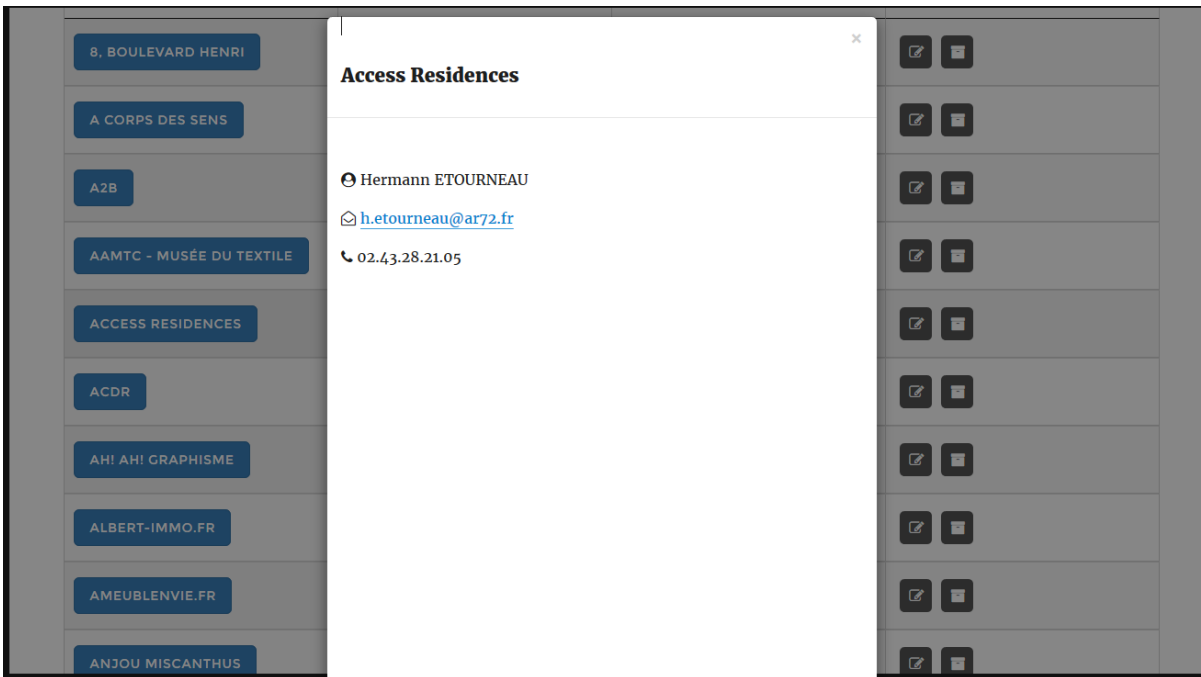 8, BOULEVARD HENRI
×
Access Residences
A CORPS DES SENS
Hermann ETOURNEAU
A2B
h.etourneau@ar72.fr
AAMTC - MUSÉE DU TEXTILE
02.43.28.21.05
ACCESS RESIDENCES
ACDR
AH! AH! GRAPHISME
ALBERT-IMMO.FR
AMEUBLENVIE.FR
ANJOU MISCANTHUS